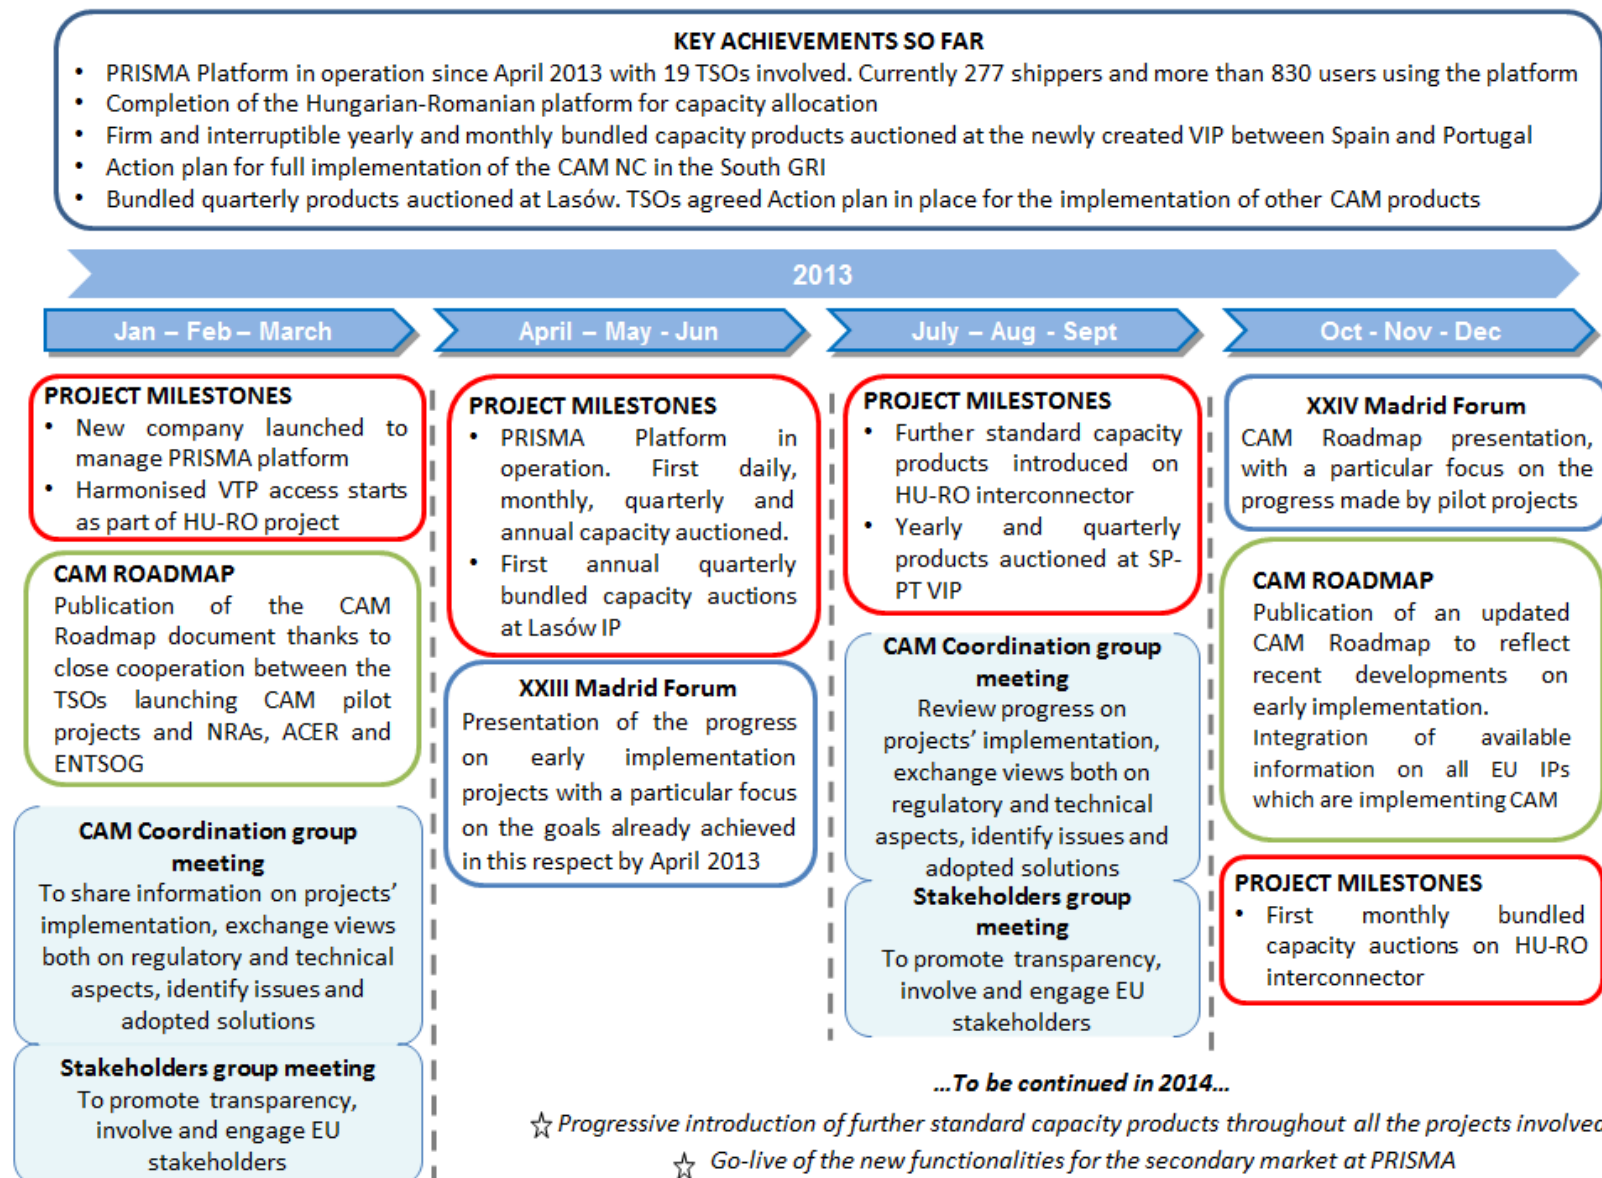 KEY ACHIEVEMENTS SO FAR
• PRISMA Platform in operation since April 2013 with 19 TSOs involved. Currently 277 shippers and more than 830 users using the platform
• Completion of the Hungarian-Romanian platform for capacity allocation
• Firm and interruptible yearly and monthly bundled capacity products auctioned at the newly created VIP between Spain and Portugal
• Action plan for full implementation of the CAM NC in the South GRI
• Bundled quarterly products auctioned at Lasów. TSOs agreed Action plan in place for the implementation of other CAM products
2013
Jan – Feb – March
April – May - Jun
July – Aug - Sept
Oct - Nov - Dec
PROJECT MILESTONES
• New company launched to
manage PRISMA platform
• Harmonised VTP access starts
as part of HU-RO project
CAM ROADMAP
Publication of the CAM
Roadmap document thanks to
close cooperation between the
TSOs launching CAM pilot
projects and NRAs, ACER and
ENTSOG
CAM Coordination group
meeting
To share information on projects’
implementation, exchange views
both on regulatory and technical
aspects, identify issues and
adopted solutions
Stakeholders group meeting
To promote transparency,
involve and engage EU
stakeholders
PROJECT MILESTONES
• PRISMA Platform in
operation. First daily,
monthly, quarterly and
annual capacity auctioned.
• First annual quarterly
bundled capacity auctions
at Lasów IP
XXIII Madrid Forum
Presentation of the progress
on early implementation
projects with a particular focus
on the goals already achieved
in this respect by April 2013
PROJECT MILESTONES
• Further standard capacity
products introduced on
HU-RO interconnector
• Yearly and quarterly
products auctioned at SP-
PT VIP
CAM Coordination group
meeting
Review progress on
projects’ implementation,
exchange views both on
regulatory and technical
aspects, identify issues and
adopted solutions
Stakeholders group
meeting
To promote transparency,
involve and engage EU
stakeholders
XXIV Madrid Forum
CAM Roadmap presentation,
with a particular focus on the
progress made by pilot projects
CAM ROADMAP
Publication of an updated
CAM Roadmap to reflect
recent developments on
early implementation.
Integration of available
information on all EU IPs
which are implementing CAM
PROJECT MILESTONES
• First monthly bundled
capacity auctions on HU-RO
interconnector
...To be continued in 2014...
☆ Progressive introduction of further standard capacity products throughout all the projects involved
☆ Go-live of the new functionalities for the secondary market at PRISMA